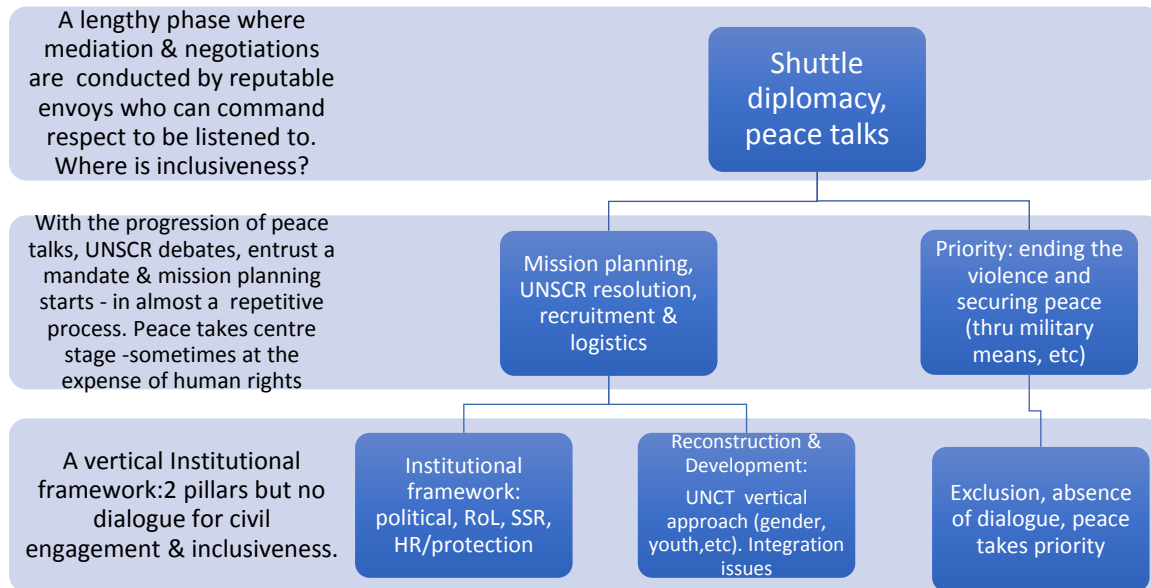 A lengthy phase where
mediation & negotiations
are conducted by reputable
envoys who can command
respect to be listened to.
Where is inclusiveness?
Shuttle
diplomacy,
peace talks
With the progression of peace
talks, UNSCR debates, entrust a
mandate & mission planning
starts - in almost a repetitive
process. Peace takes centre
stage -sometimes at the
expense of human rights
Mission planning,
UNSCR resolution,
recruitment &
logistics
Priority: ending the
violence and
securing peace
(thru military
means, etc)
A vertical Institutional
framework:2 pillars but no
dialogue for civil
engagement & inclusiveness.
Institutional
framework:
political, RoL, SSR,
HR/protection
Reconstruction &
Development:
UNCT vertical
approach (gender,
youth,etc). Integration
issues
Exclusion, absence
of dialogue, peace
takes priority